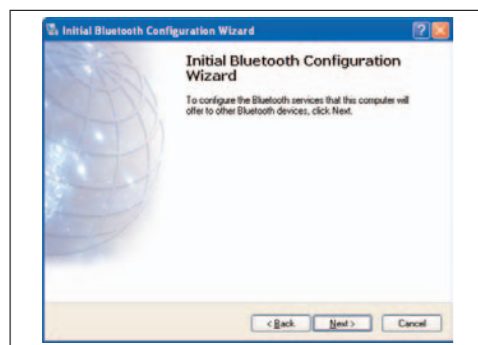 Initial Bluetooth Configuration Wizard
Initial Bluetooth Configuration
Wizard
To configure the Bluetooth services that this computer will
offer to other Bluetooth devices, click Next.
< Back
Next >
Cancel